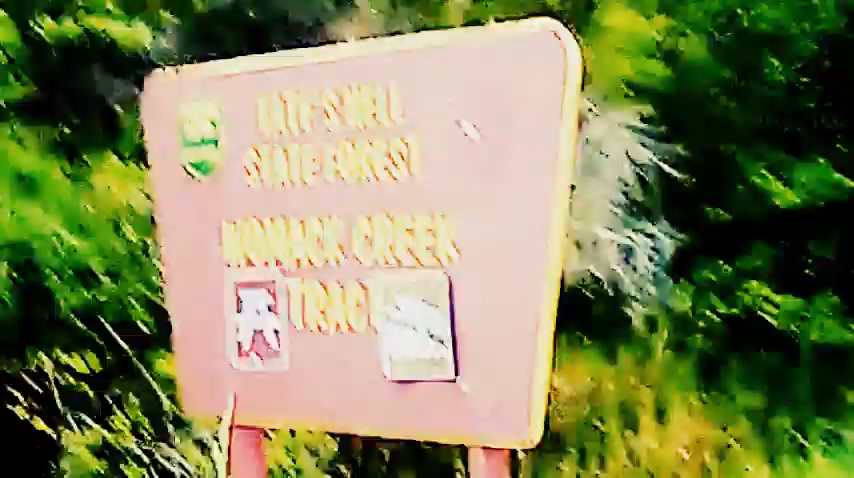 TATE'S HELL
STATE FOREST
WOMACK CREEK
TRACT